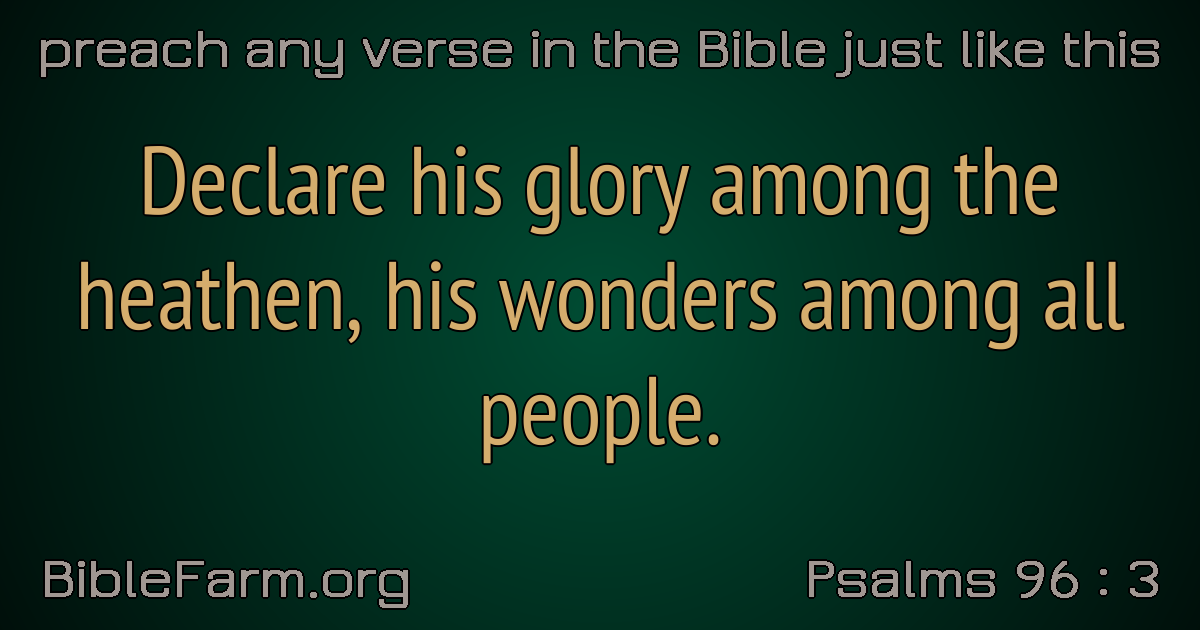 preach any verse in the Bible just like this
Declare his glory among the
heathen, his wonders among all
people.
BibleFarm.org
Psalms 96 : 3